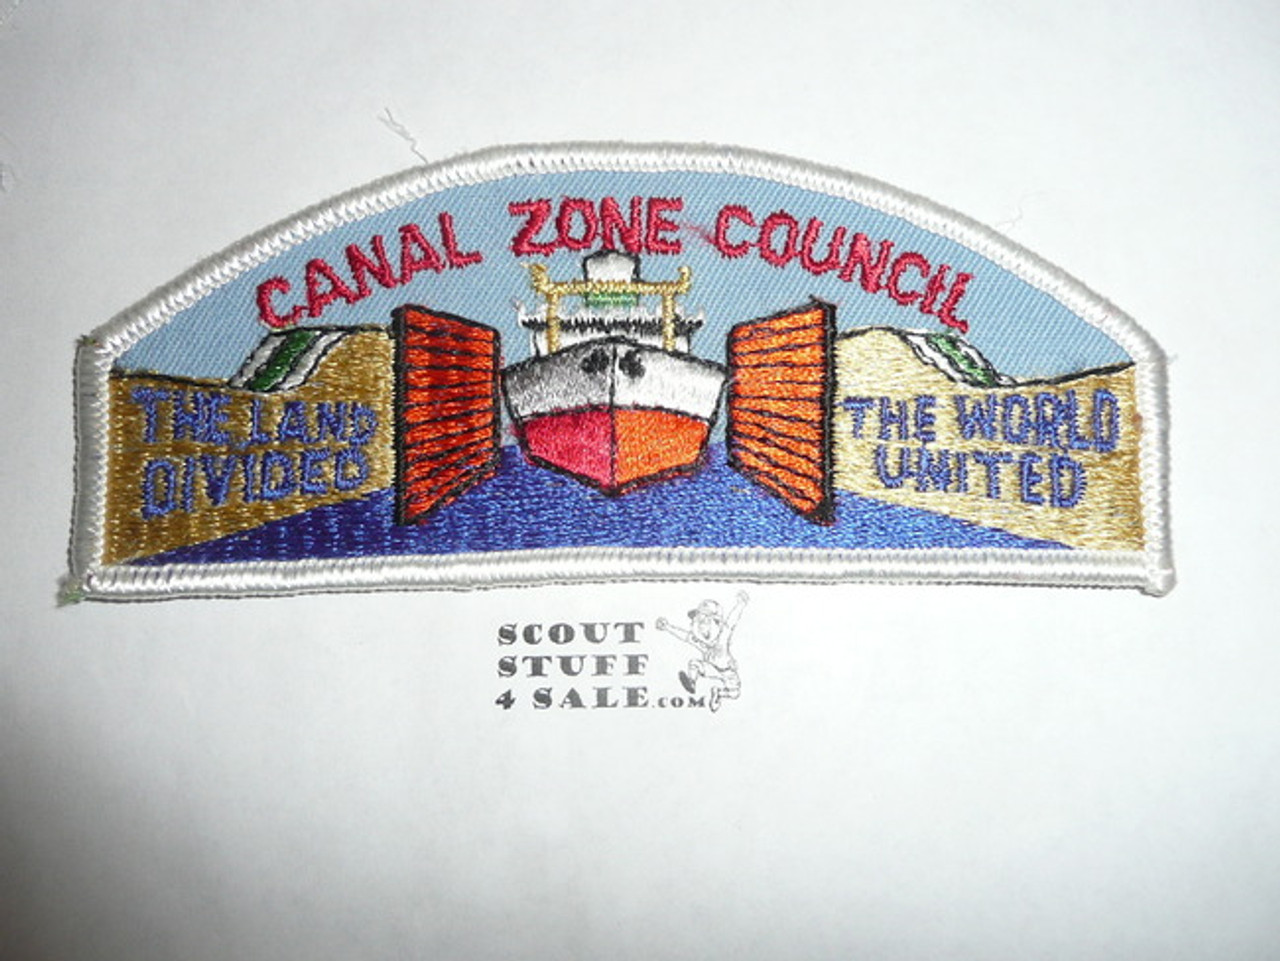 CANAL ZONE COUNCIL
THE LAND
DIVIDED
THE WORLD
UNITED
SCOUT
STUFF
4 SALE.COM